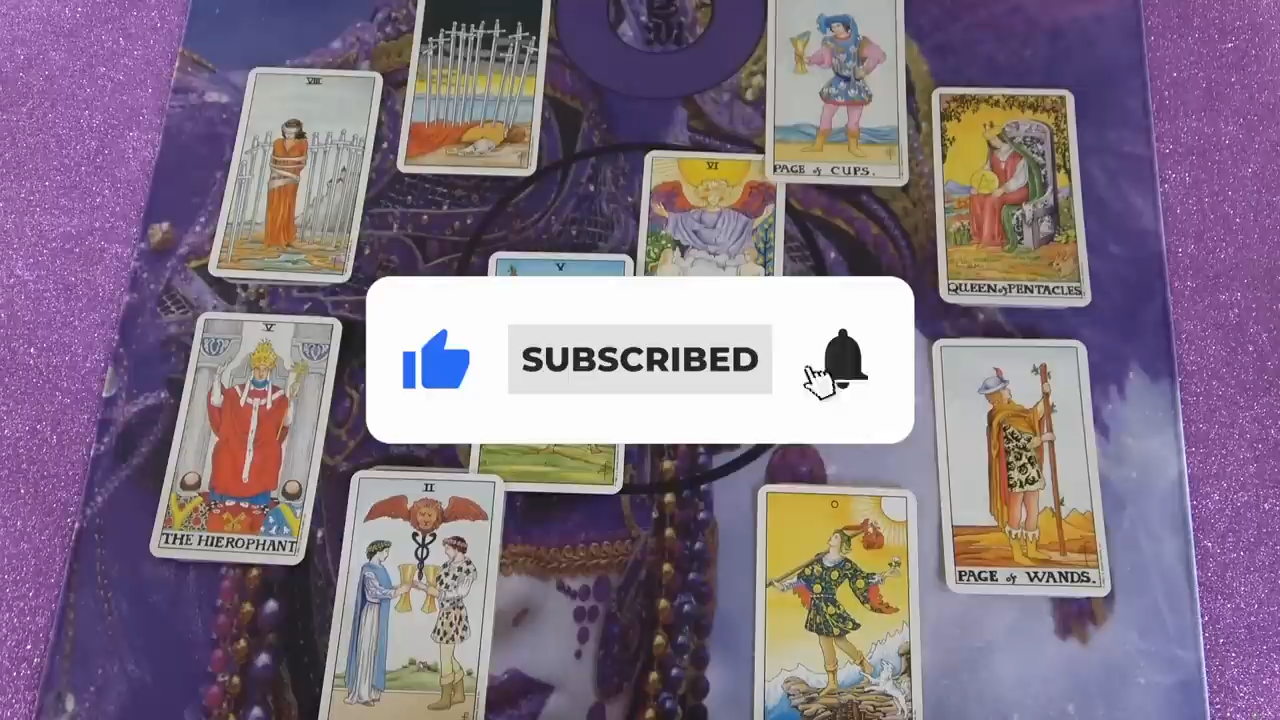 VIII
PAGE of CUPS.
VI
QUEEN of PENTACLES
V
SUBSCRIBED
V
THE HIEROPHANT
PAGE of WANDS.
II
0